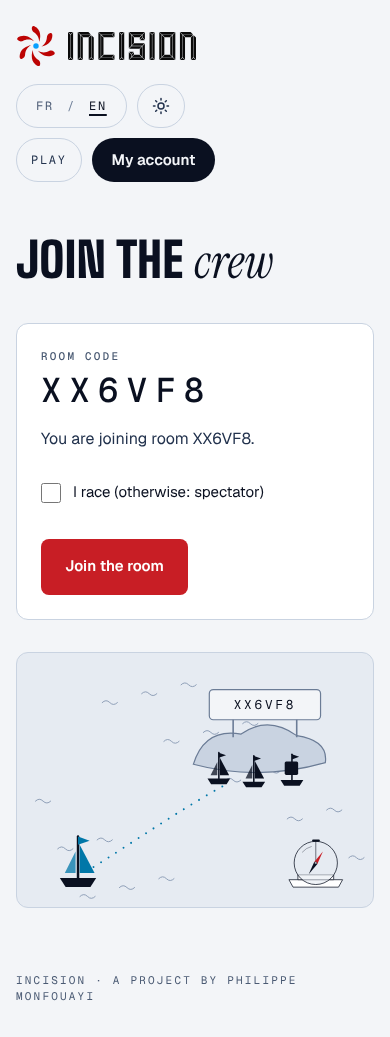 INCISION
FR / EN
PLAY
My account
JOIN THE crew
ROOM CODE
XX6VF8
You are joining room XX6VF8.
I race (otherwise: spectator)
Join the room
XX6VF8
INCISION · A PROJECT BY PHILIPPE
MONFOUAYI